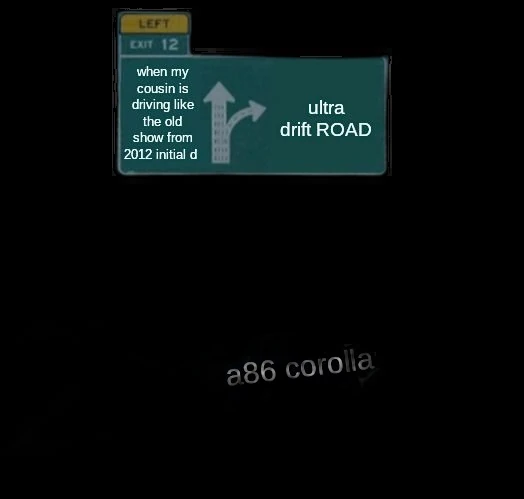 LEFT
EXIT 12
when my
cousin is
driving like
the old
show from
2012 initial d
ultra
drift ROAD
a86 corolla